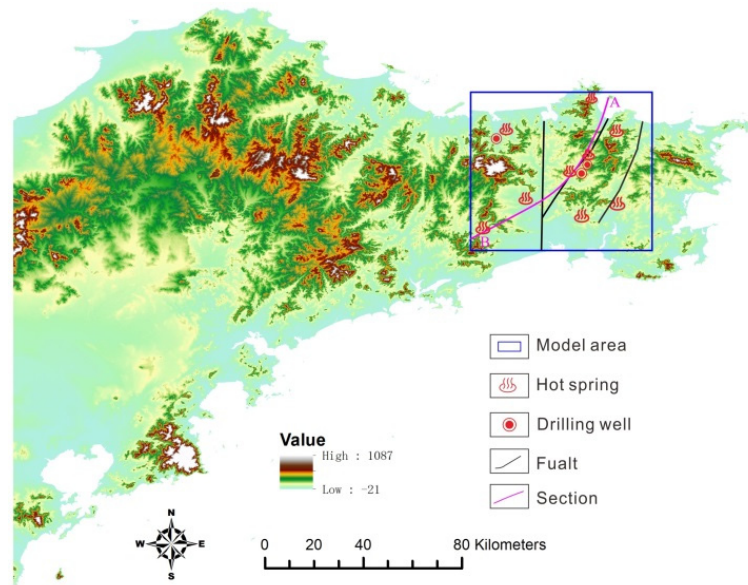 A
B
Model area
Hot spring
Drilling well
Fualt
Section
Value
High : 1087
Low : -21
N
W E
S
0 20 40 80 Kilometers